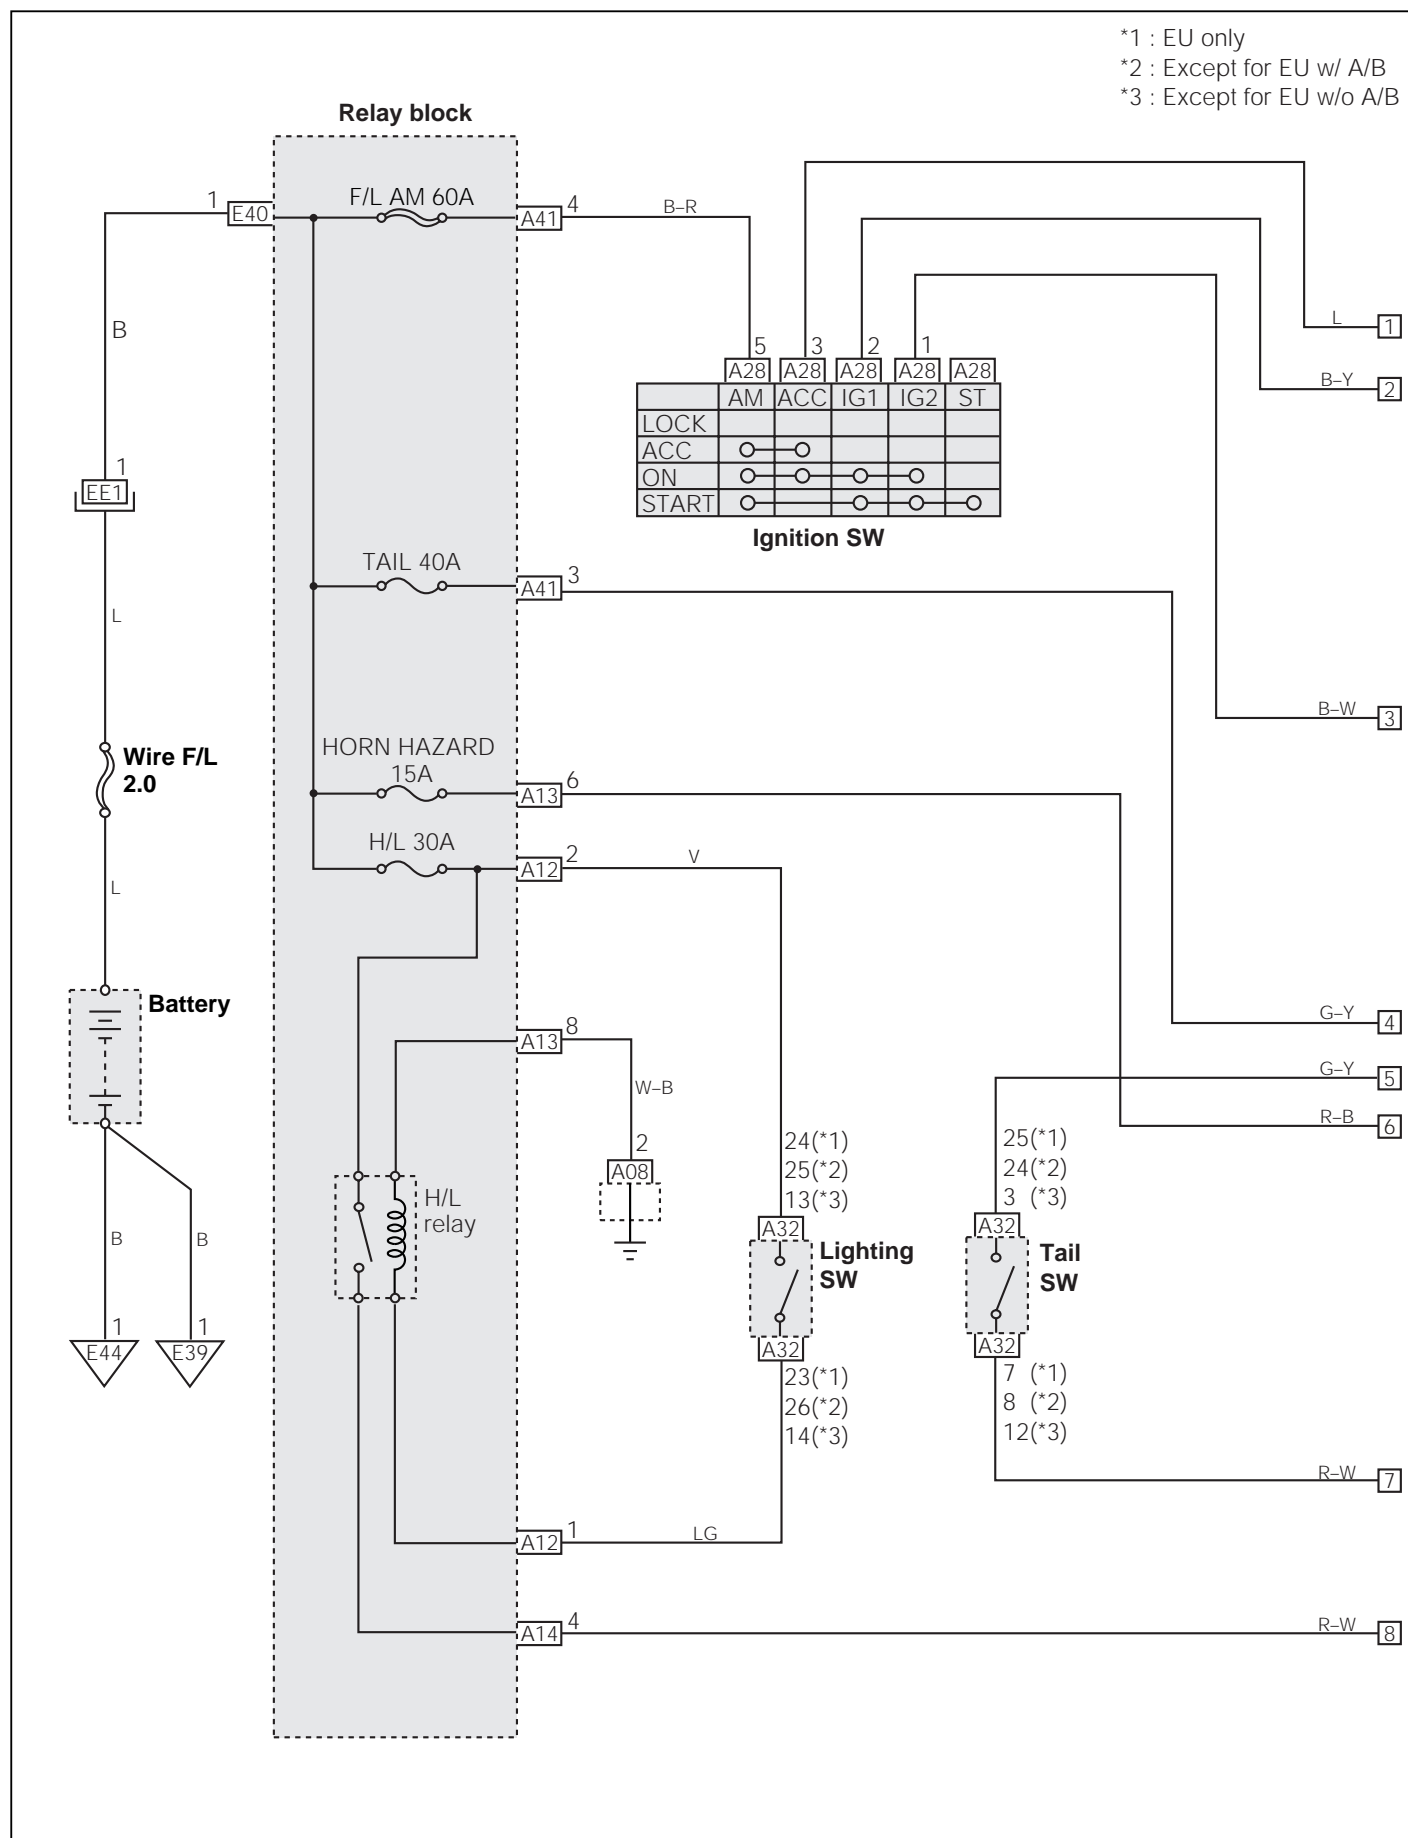 *1 : EU only
*2 : Except for EU w/ A/B
*3 : Except for EU w/o A/B
Relay block
1
E40
F/L AM 60A
A41
4
B–R
B
L
1
B–Y
2
5
3
2
1
A28
A28
A28
A28
A28
AM
ACC
IG1
IG2
ST
LOCK
ACC
ON
START
Ignition SW
1
EE1
TAIL 40A
A41
3
L
B–W
3
Wire F/L
2.0
HORN HAZARD
15A
A13
6
H/L 30A
A12
2
V
L
Battery
A13
8
W–B
2
A08
G–Y
4
G–Y
5
R–B
6
24(*1)
25(*2)
13(*3)
A32
Lighting
SW
A32
23(*1)
26(*2)
14(*3)
25(*1)
24(*2)
3 (*3)
A32
Tail
SW
A32
7 (*1)
8 (*2)
12(*3)
H/L
relay
B
B
1
E44
1
E39
R–W
7
A12
1
LG
A14
4
R–W
8